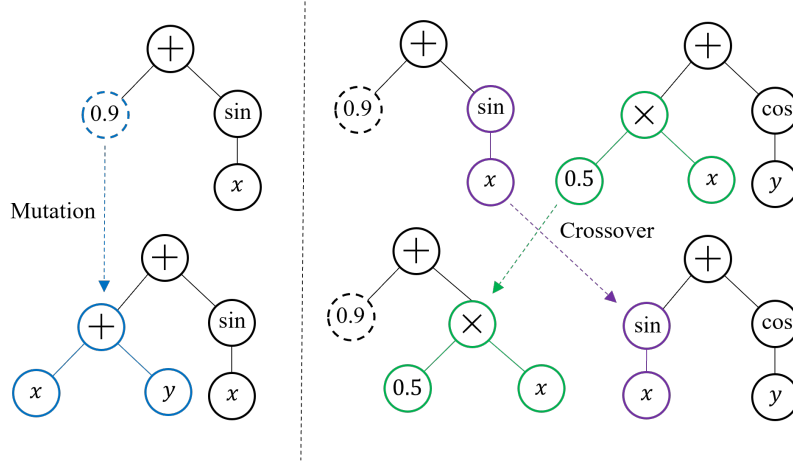 +
0.9
sin
x
Mutation
+
+
sin
x
y
x
+
0.9
sin
x
+
×
cos
0.5
x
y
Crossover
+
0.9
×
0.5
x
+
sin
cos
x
y